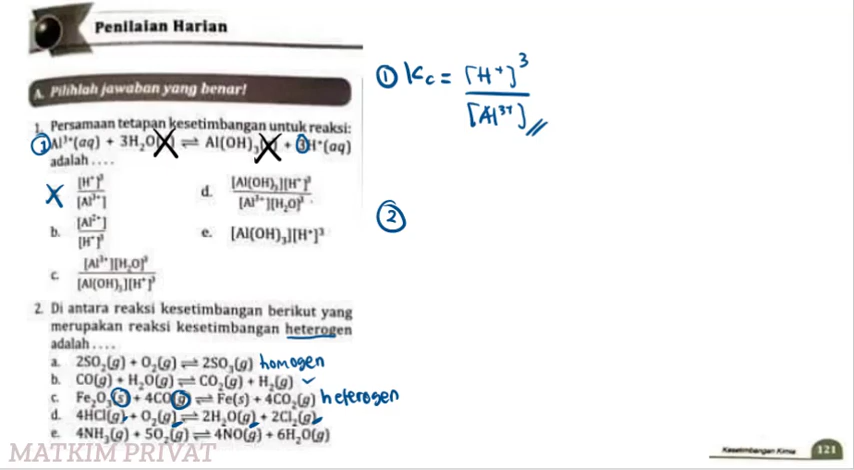 Penilaian Harian
A. Pilihlah jawaban yang benar!
1. Persamaan tetapan kesetimbangan untuk reaksi:
① Al³⁺(aq) + 3H₂O ⇌ Al(OH)₃ + 3H⁺(aq)
adalah . . . .
[H⁺]³
[Al³⁺]
d. [Al(OH)₃][H⁺]³
[Al³⁺][H₂O]³
b. [Al²⁺]
[H⁺]³
e. [Al(OH)₃][H⁺]³
c. [Al³⁺][H₂O]³
[Al(OH)₃][H⁺]³
2. Di antara reaksi kesetimbangan berikut yang
merupakan reaksi kesetimbangan heterogen
adalah . . . .
a. 2SO₂(g) + O₂(g) ⇌ 2SO₃(g) homogen
b. CO(g) + H₂O(g) ⇌ CO₂(g) + H₂(g)
c. Fe₂O₃(s) + 4CO(g) ⇌ Fe(s) + 4CO₂(g) heterogen
d. 4HCl(g) + O₂(g) ⇌ 2H₂O(g) + 2Cl₂(g)
e. 4NH₃(g) + 5O₂(g) ⇌ 4NO(g) + 6H₂O(g)
① Kc = [H⁺]³
[Al³⁺]
②
MATKIM PRIVAT
Kesetimbangan Kimia 121